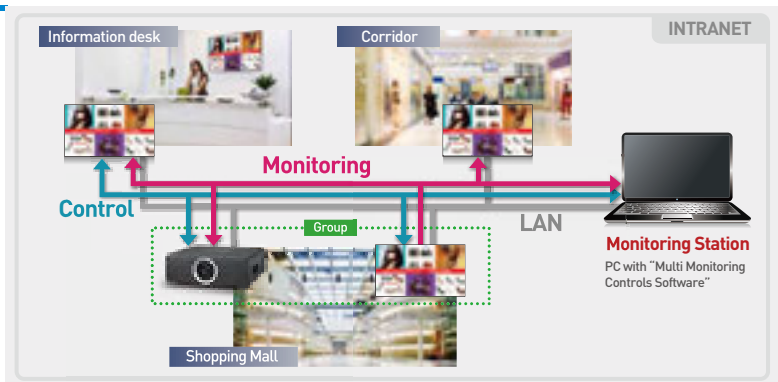 INTRANET
Information desk
Corridor
Monitoring
Control
LAN
Group
Monitoring Station
PC with “Multi Monitoring
Controls Software”
Shopping Mall